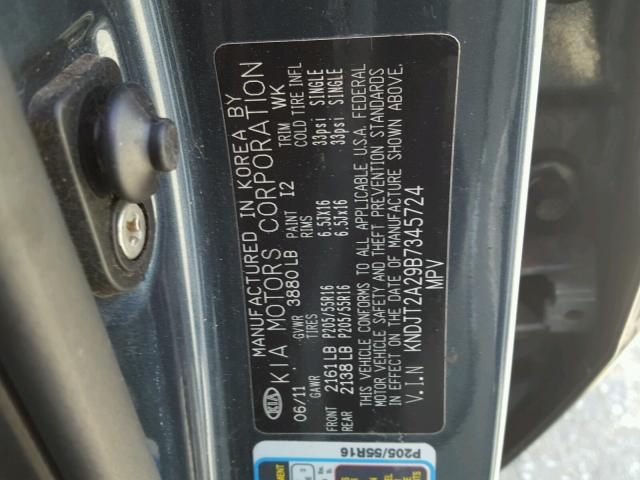 MANUFACTURED IN KOREA BY
KIA KIA MOTORS CORPORATION
06/11 GVWR 3880 LB PAINT I2 TRIM WK
GAWR TIRES RIMS COLD TIRE INFL
FRONT 2161LB P205/55R16 6.5JX16 33psi SINGLE
REAR 2138LB P205/55R16 6.5Jx16 33psi SINGLE
THIS VEHICLE CONFORMS TO ALL APPLICABLE U.S.A. FEDERAL
MOTOR VEHICLE SAFETY AND THEFT PREVENTION STANDARDS
IN EFFECT ON THE DATE OF MANUFACTURE SHOWN ABOVE.
V.I.N KNDJT2A29B7345724
MPV
P205/55R16